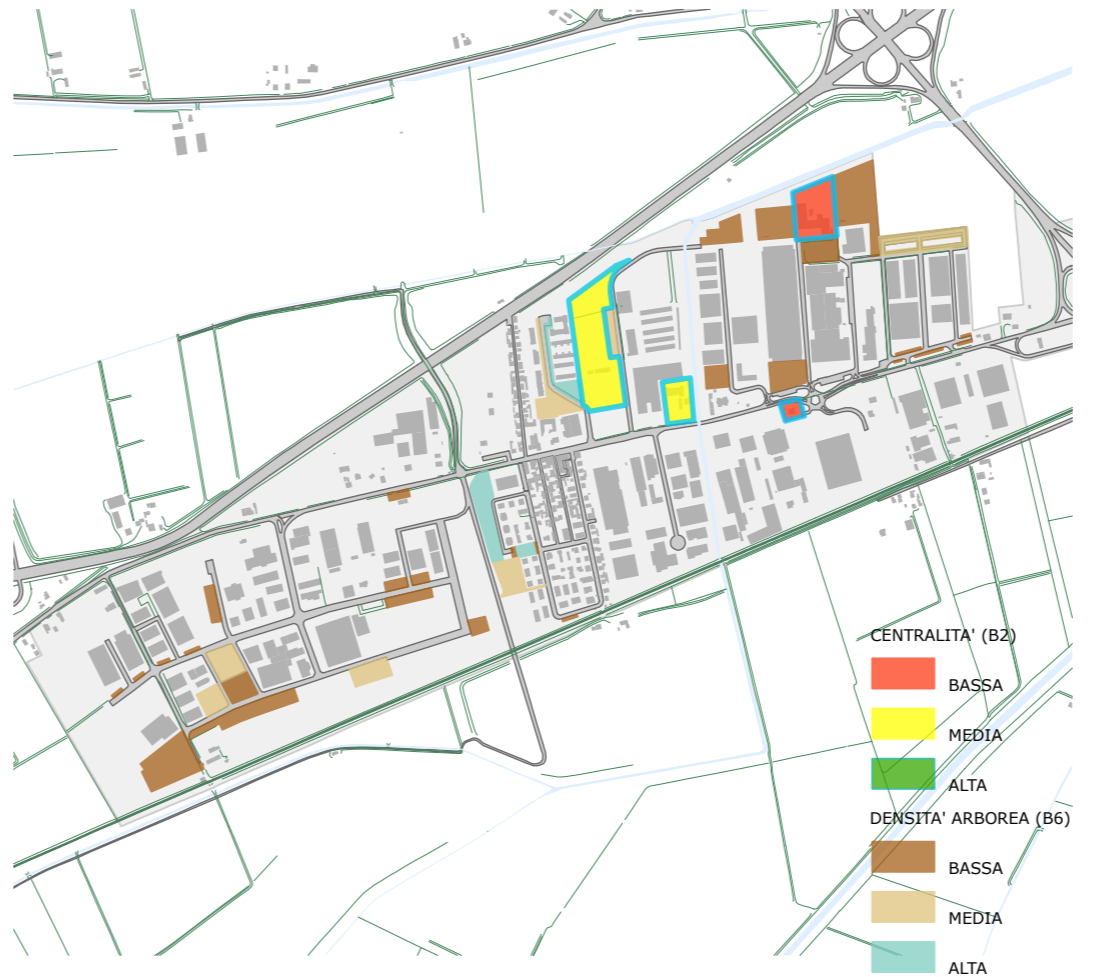 CENTRALITA' (B2)
BASSA
MEDIA
ALTA
DENSITA' ARBOREA (B6)
BASSA
MEDIA
ALTA